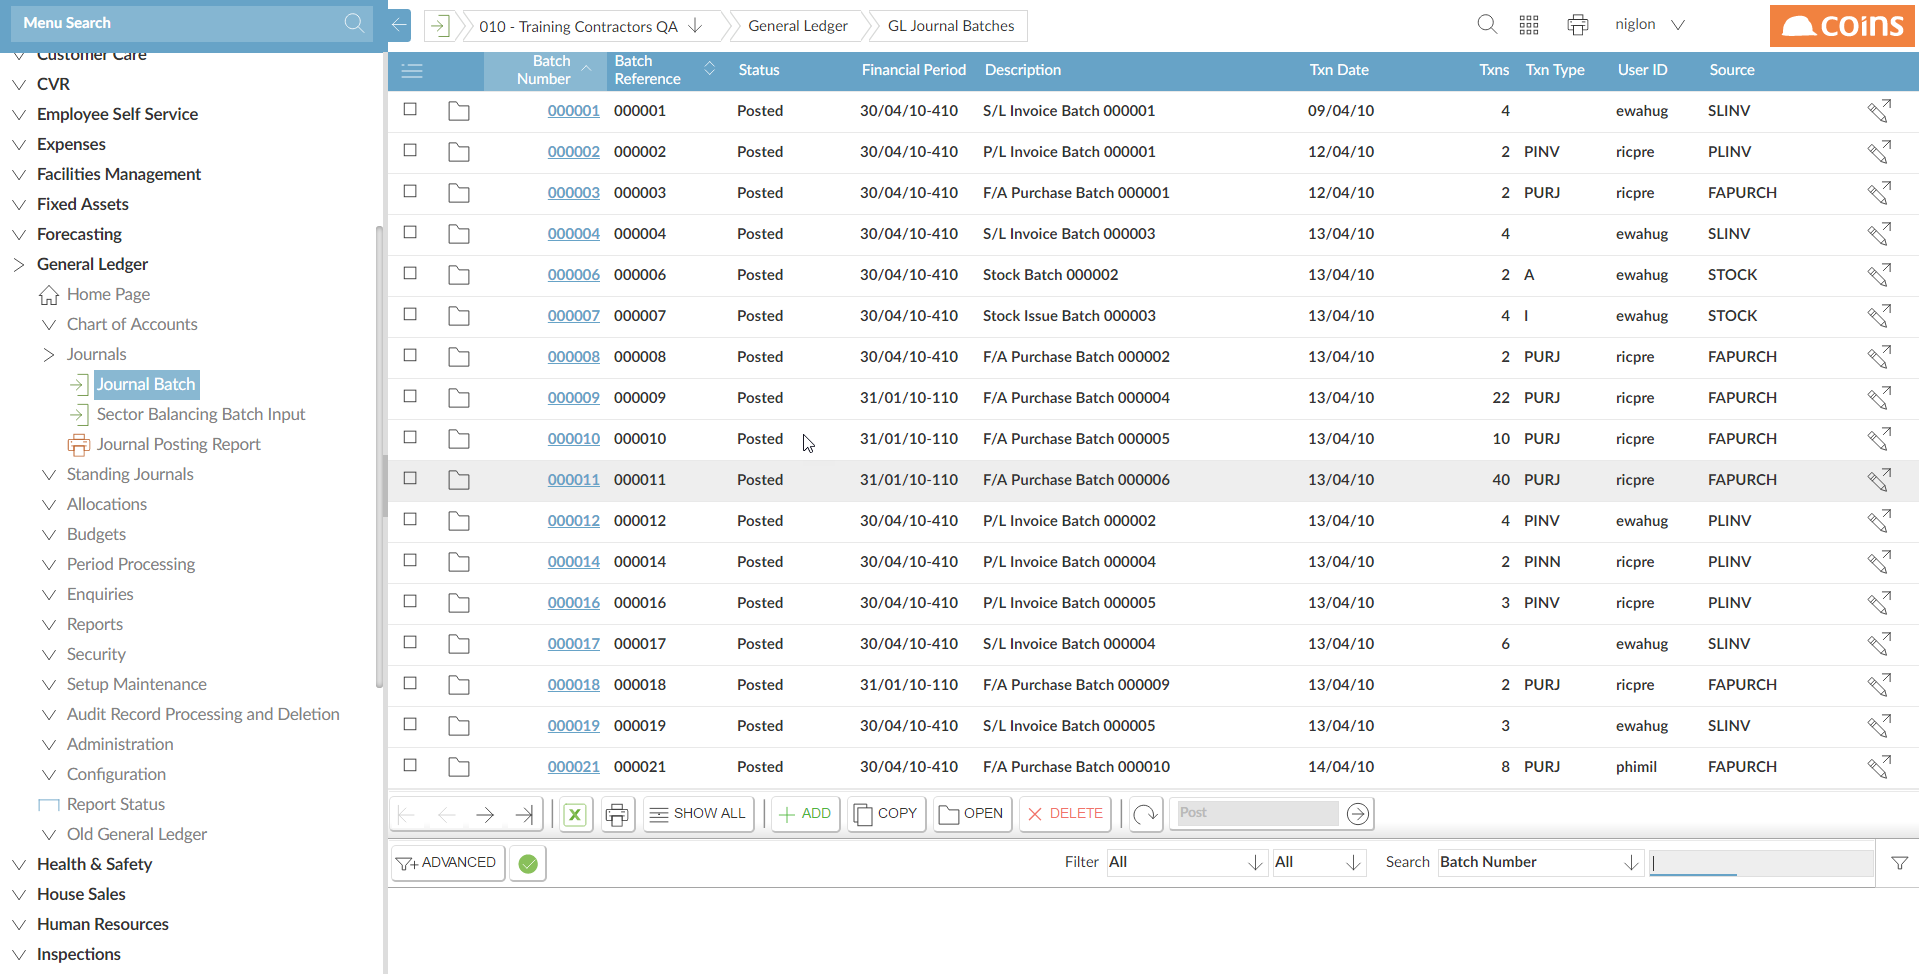 Menu Search
010 - Training Contractors QA
General Ledger
GL Journal Batches
niglon
coins
Customer Care
CVR
Employee Self Service
Expenses
Facilities Management
Fixed Assets
Forecasting
General Ledger
Home Page
Chart of Accounts
Journals
Journal Batch
Sector Balancing Batch Input
Journal Posting Report
Standing Journals
Allocations
Budgets
Period Processing
Enquiries
Reports
Security
Setup Maintenance
Audit Record Processing and Deletion
Administration
Configuration
Report Status
Old General Ledger
Health & Safety
House Sales
Human Resources
Inspections
Batch Number Batch Reference Status Financial Period Description Txn Date Txns Txn Type User ID Source
000001 000001 Posted 30/04/10-410 S/L Invoice Batch 000001 09/04/10 4 ewahug SLINV
000002 000002 Posted 30/04/10-410 P/L Invoice Batch 000001 12/04/10 2 PINV ricpre PLINV
000003 000003 Posted 30/04/10-410 F/A Purchase Batch 000001 12/04/10 2 PURJ ricpre FAPURCH
000004 000004 Posted 30/04/10-410 S/L Invoice Batch 000003 13/04/10 4 ewahug SLINV
000006 000006 Posted 30/04/10-410 Stock Batch 000002 13/04/10 2 A ewahug STOCK
000007 000007 Posted 30/04/10-410 Stock Issue Batch 000003 13/04/10 4 I ewahug STOCK
000008 000008 Posted 30/04/10-410 F/A Purchase Batch 000002 13/04/10 2 PURJ ricpre FAPURCH
000009 000009 Posted 31/01/10-110 F/A Purchase Batch 000004 13/04/10 22 PURJ ricpre FAPURCH
000010 000010 Posted 31/01/10-110 F/A Purchase Batch 000005 13/04/10 10 PURJ ricpre FAPURCH
000011 000011 Posted 31/01/10-110 F/A Purchase Batch 000006 13/04/10 40 PURJ ricpre FAPURCH
000012 000012 Posted 30/04/10-410 P/L Invoice Batch 000002 13/04/10 4 PINV ewahug PLINV
000014 000014 Posted 30/04/10-410 P/L Invoice Batch 000004 13/04/10 2 PINN ricpre PLINV
000016 000016 Posted 30/04/10-410 P/L Invoice Batch 000005 13/04/10 3 PINV ricpre PLINV
000017 000017 Posted 30/04/10-410 S/L Invoice Batch 000004 13/04/10 6 ewahug SLINV
000018 000018 Posted 31/01/10-110 F/A Purchase Batch 000009 13/04/10 2 PURJ ricpre FAPURCH
000019 000019 Posted 30/04/10-410 S/L Invoice Batch 000005 13/04/10 3 ewahug SLINV
000021 000021 Posted 30/04/10-410 F/A Purchase Batch 000010 14/04/10 8 PURJ phimil FAPURCH
SHOW ALL ADD COPY OPEN DELETE Post
ADVANCED Filter All All Search Batch Number